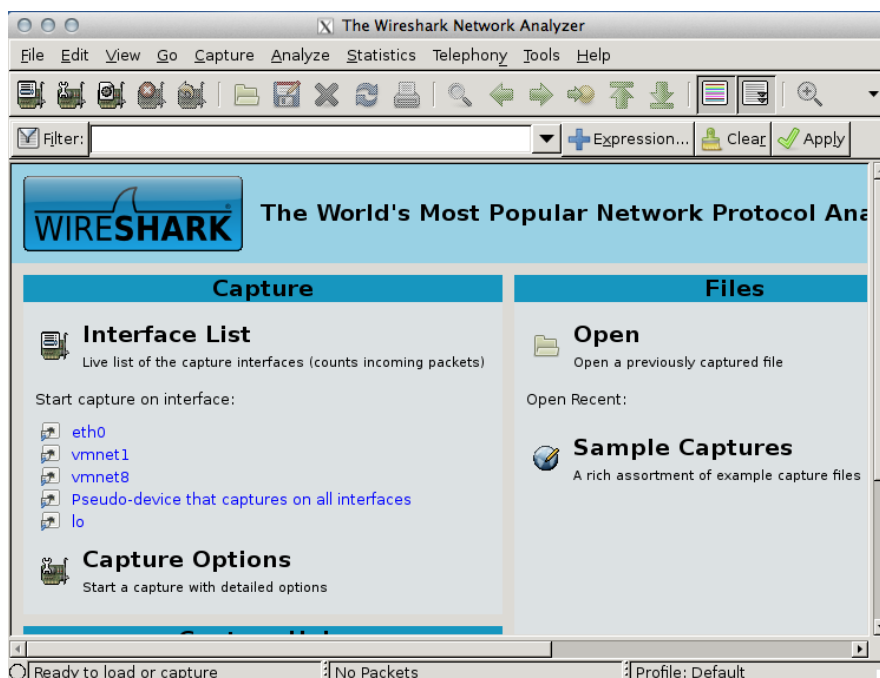 The Wireshark Network Analyzer
File Edit View Go Capture Analyze Statistics Telephony Tools Help
Filter: Expression... Clear Apply
WIRESHARK®
The World's Most Popular Network Protocol Ana
Capture
Interface List
Live list of the capture interfaces (counts incoming packets)
Start capture on interface:
eth0
vmnet1
vmnet8
Pseudo-device that captures on all interfaces
lo
Capture Options
Start a capture with detailed options
Files
Open
Open a previously captured file
Open Recent:
Sample Captures
A rich assortment of example capture files
Ready to load or capture
No Packets
Profile: Default